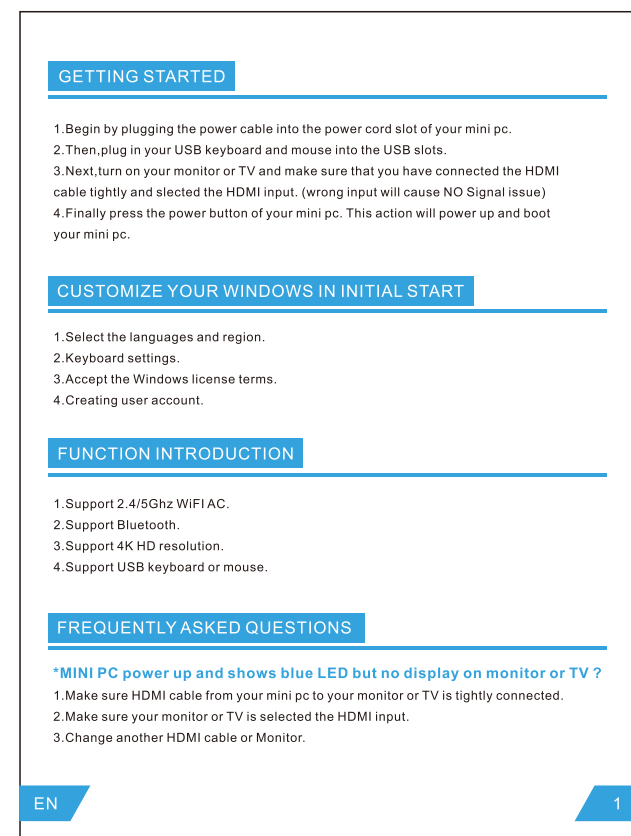 GETTING STARTED
1.Begin by plugging the power cable into the power cord slot of your mini pc.
2.Then,plug in your USB keyboard and mouse into the USB slots.
3.Next,turn on your monitor or TV and make sure that you have connected the HDMI
cable tightly and slected the HDMI input. (wrong input will cause NO Signal issue)
4.Finally press the power button of your mini pc. This action will power up and boot
your mini pc.
CUSTOMIZE YOUR WINDOWS IN INITIAL START
1.Select the languages and region.
2.Keyboard settings.
3.Accept the Windows license terms.
4.Creating user account.
FUNCTION INTRODUCTION
1.Support 2.4/5Ghz WiFI AC.
2.Support Bluetooth.
3.Support 4K HD resolution.
4.Support USB keyboard or mouse.
FREQUENTLY ASKED QUESTIONS
*MINI PC power up and shows blue LED but no display on monitor or TV ?
1.Make sure HDMI cable from your mini pc to your monitor or TV is tightly connected.
2.Make sure your monitor or TV is selected the HDMI input.
3.Change another HDMI cable or Monitor.
EN
1